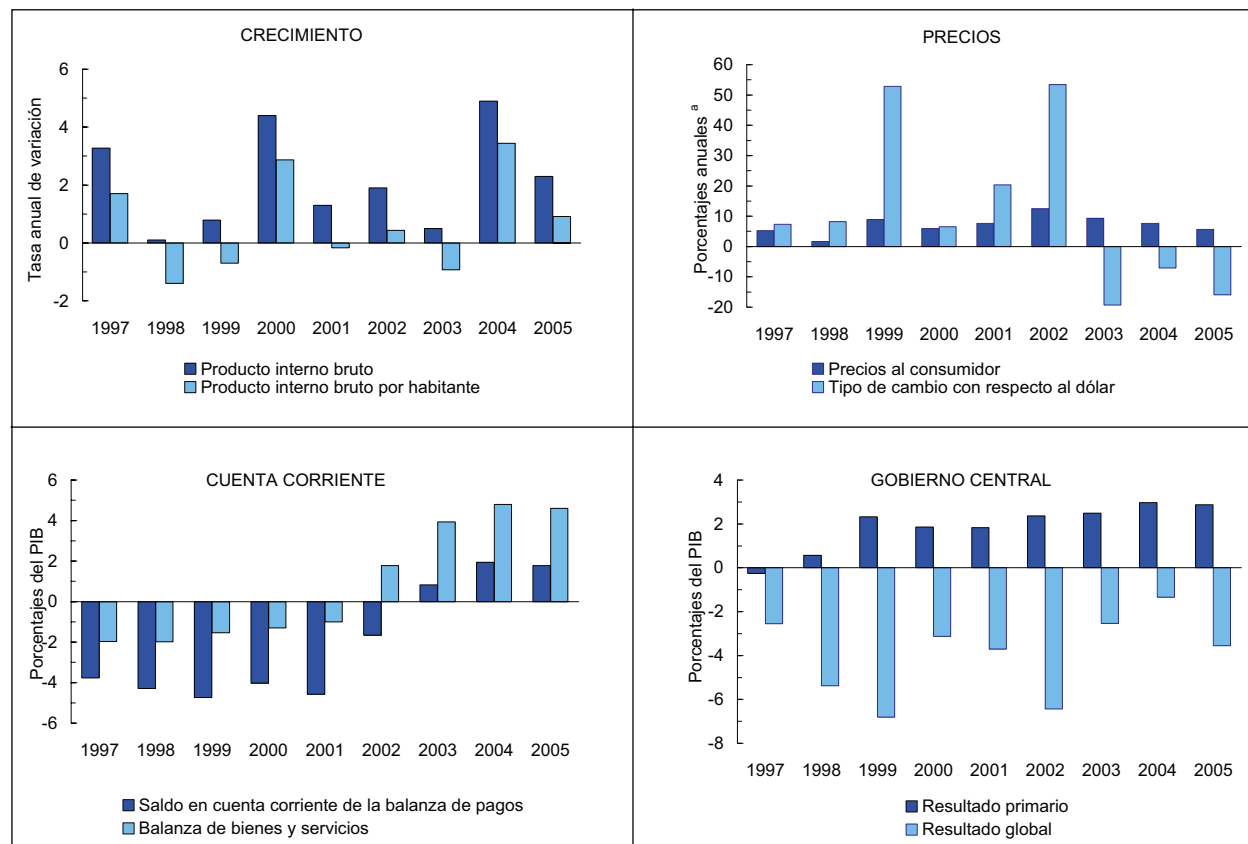 CRECIMIENTO
Tasa anual de variación
6
4
2
0
-2
1997 1998 1999 2000 2001 2002 2003 2004 2005
Producto interno bruto
Producto interno bruto por habitante
PRECIOS
Porcentajes anuales a
60
50
40
30
20
10
0
-10
-20
1997 1998 1999 2000 2001 2002 2003 2004 2005
Precios al consumidor
Tipo de cambio con respecto al dólar
CUENTA CORRIENTE
Porcentajes del PIB
6
4
2
0
-2
-4
-6
1997 1998 1999 2000 2001 2002 2003 2004 2005
Saldo en cuenta corriente de la balanza de pagos
Balanza de bienes y servicios
GOBIERNO CENTRAL
Porcentajes del PIB
4
2
0
-2
-4
-6
-8
1997 1998 1999 2000 2001 2002 2003 2004 2005
Resultado primario
Resultado global